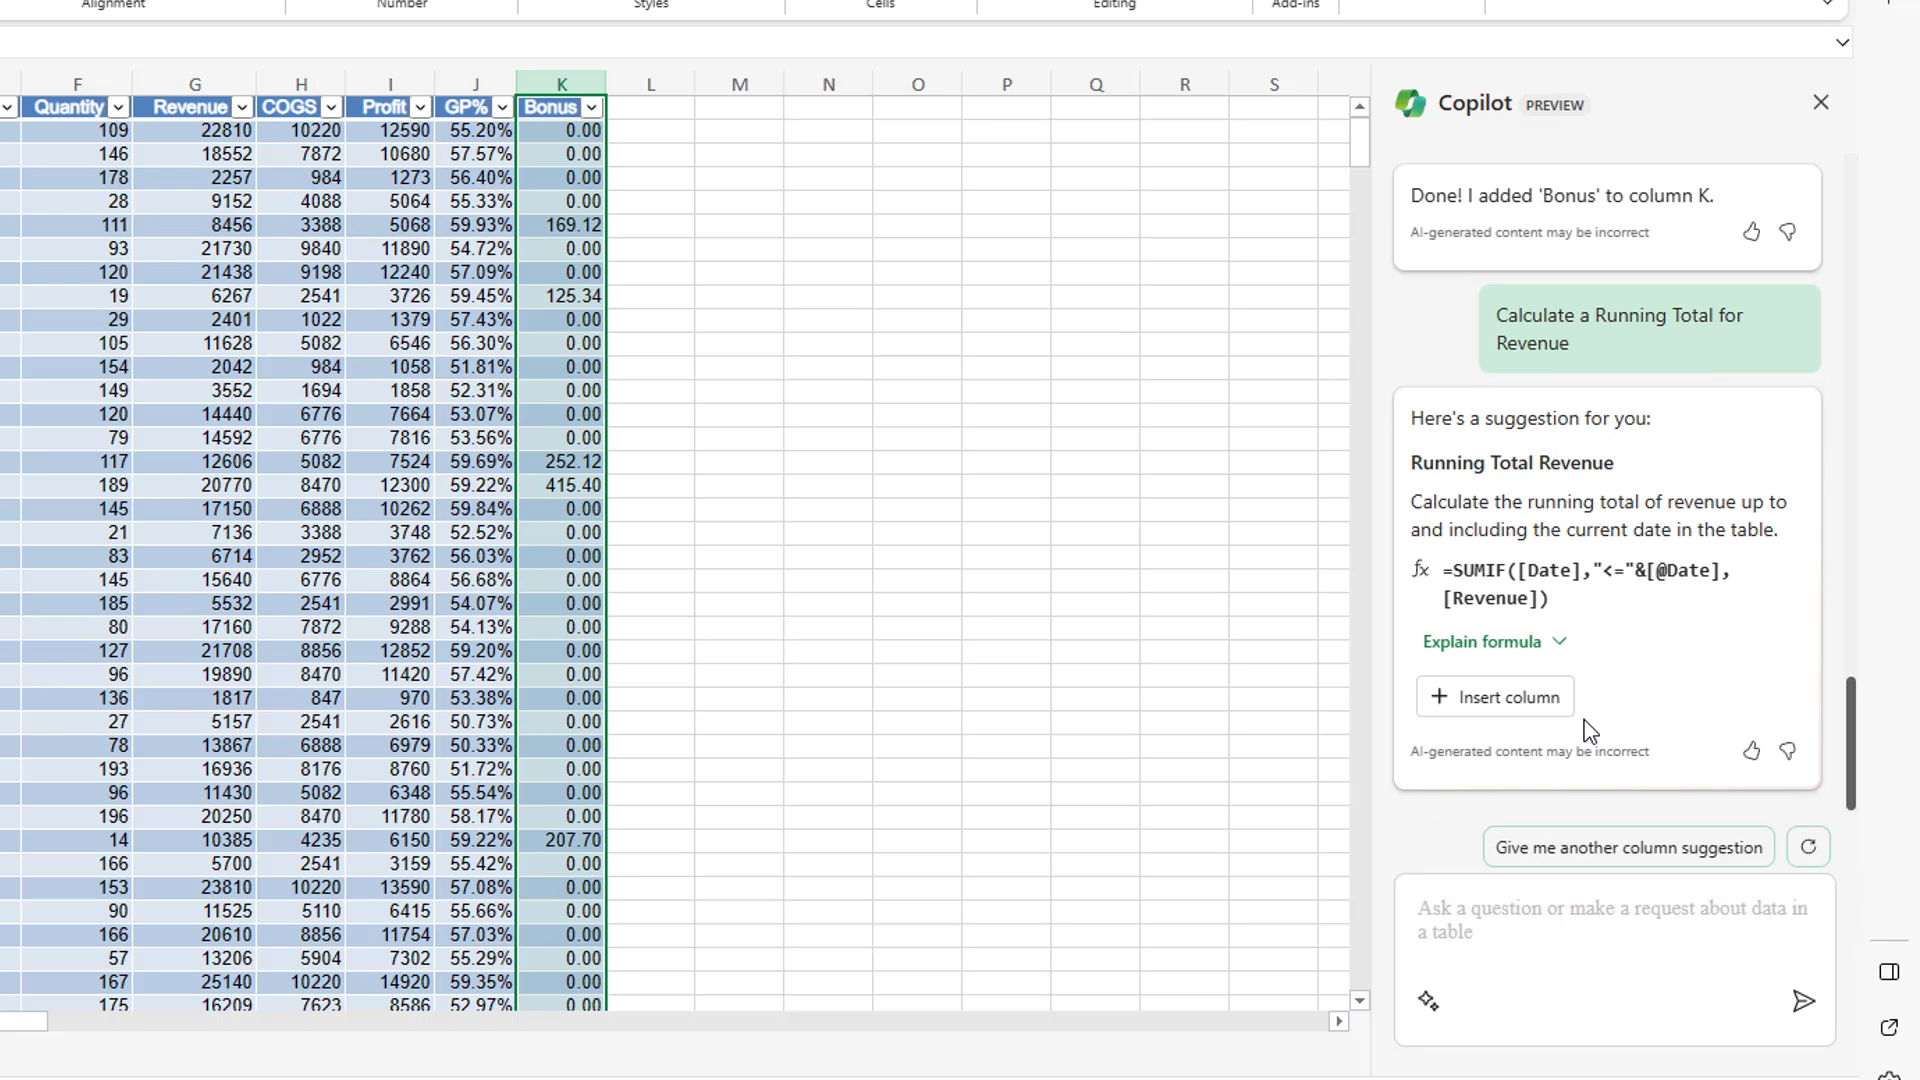 Alignment Number Styles Cells Editing Add-ins
F G H I J K L M N O P Q R S
Quantity Revenue COGS Profit GP% Bonus
109 22810 10220 12590 55.20% 0.00
146 18552 7872 10680 57.57% 0.00
178 2257 984 1273 56.40% 0.00
28 9152 4088 5064 55.33% 0.00
111 8456 3388 5068 59.93% 169.12
93 21730 9840 11890 54.72% 0.00
120 21438 9198 12240 57.09% 0.00
19 6267 2541 3726 59.45% 125.34
29 2401 1022 1379 57.43% 0.00
105 11628 5082 6546 56.30% 0.00
154 2042 984 1058 51.81% 0.00
149 3552 1694 1858 52.31% 0.00
120 14440 6776 7664 53.07% 0.00
79 14592 6776 7816 53.56% 0.00
117 12606 5082 7524 59.69% 252.12
189 20770 8470 12300 59.22% 415.40
145 17150 6888 10262 59.84% 0.00
21 7136 3388 3748 52.52% 0.00
83 6714 2952 3762 56.03% 0.00
145 15640 6776 8864 56.68% 0.00
185 5532 2541 2991 54.07% 0.00
80 17160 7872 9288 54.13% 0.00
127 21708 8856 12852 59.20% 0.00
96 19890 8470 11420 57.42% 0.00
136 1817 847 970 53.38% 0.00
27 5157 2541 2616 50.73% 0.00
78 13867 6888 6979 50.33% 0.00
193 16936 8176 8760 51.72% 0.00
96 11430 5082 6348 55.54% 0.00
196 20250 8470 11780 58.17% 0.00
14 10385 4235 6150 59.22% 207.70
166 5700 2541 3159 55.42% 0.00
153 23810 10220 13590 57.08% 0.00
90 11525 5110 6415 55.66% 0.00
166 20610 8856 11754 57.03% 0.00
57 13206 5904 7302 55.29% 0.00
167 25140 10220 14920 59.35% 0.00
175 16209 7623 8586 52.97% 0.00
Copilot PREVIEW
Done! I added 'Bonus' to column K.
AI-generated content may be incorrect
Calculate a Running Total for
Revenue
Here's a suggestion for you:
Running Total Revenue
Calculate the running total of revenue up to
and including the current date in the table.
fx =SUMIF([Date],"<="&[@Date],
[Revenue])
Explain formula
+ Insert column
AI-generated content may be incorrect
Give me another column suggestion
Ask a question or make a request about data in
a table